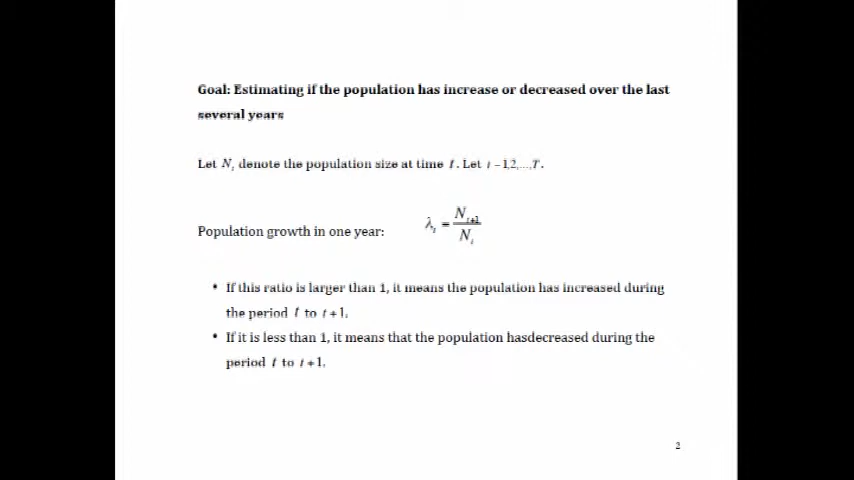 Goal: Estimating if the population has increase or decreased over the last
several years
Let N_t denote the population size at time t. Let t = 1,2,...,T.
Population growth in one year: λ_t = N_{t+1} / N_t
• If this ratio is larger than 1, it means the population has increased during
the period t to t+1.
• If it is less than 1, it means that the population hasdecreased during the
period t to t+1.
2